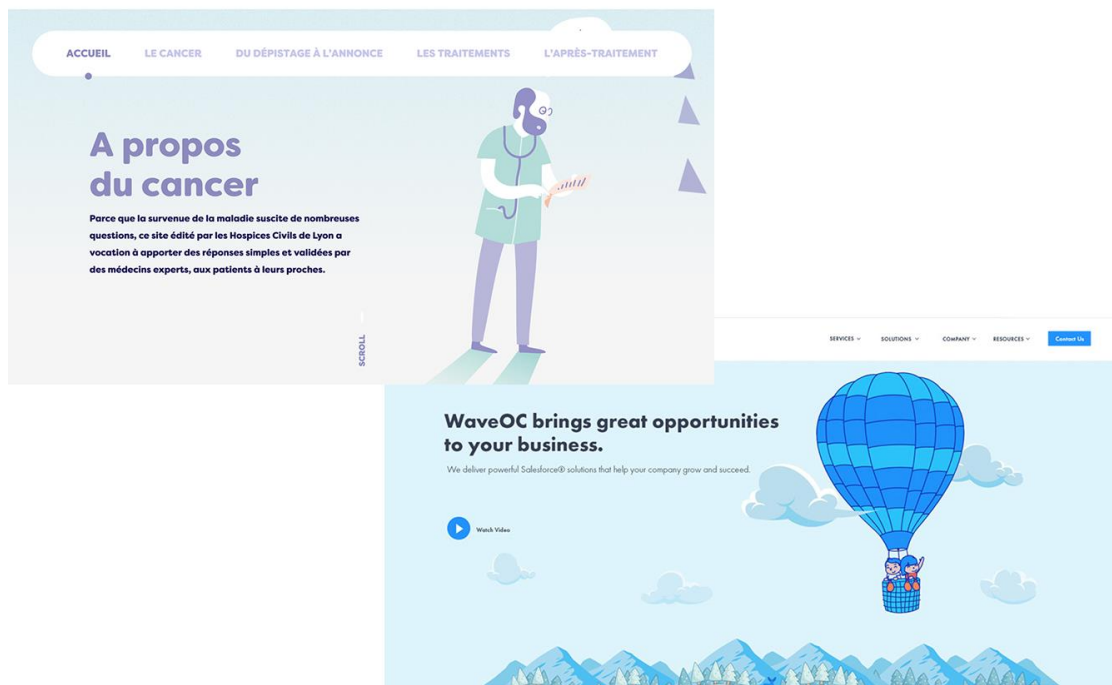 ACCUEIL LE CANCER DU DÉPISTAGE À L'ANNONCE LES TRAITEMENTS L'APRÈS-TRAITEMENT
A propos
du cancer
Parce que la survenue de la maladie suscite de nombreuses
questions, ce site édité par les Hospices Civils de Lyon a
vocation à apporter des réponses simples et validées par
des médecins experts, aux patients à leurs proches.
SCROLL
SERVICES SOLUTIONS COMPANY RESOURCES Contact Us
WaveOC brings great opportunities
to your business.
We deliver powerful Salesforce® solutions that help your company grow and succeed.
Watch Video